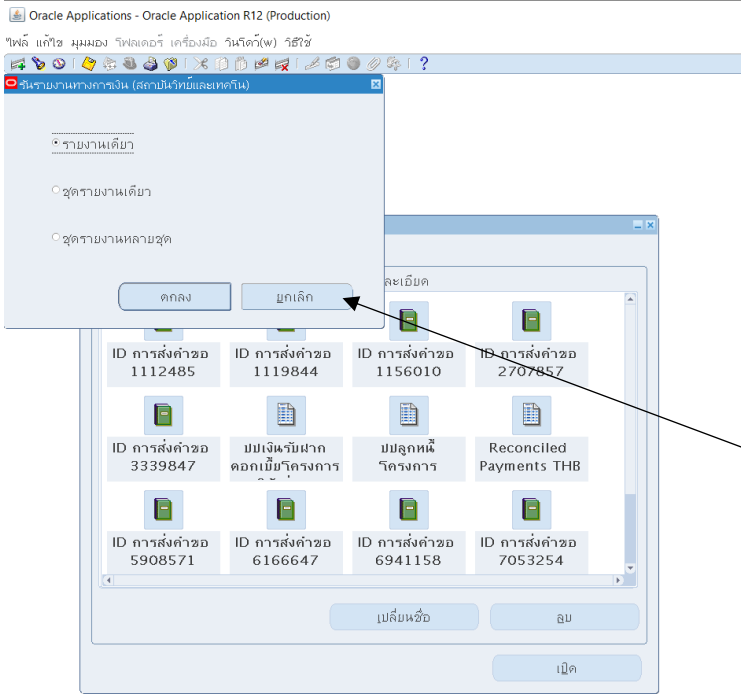 Oracle Applications - Oracle Application R12 (Production)
ไฟล์ แก้ไข มุมมอง โฟลเดอร์ เครื่องมือ วินโดว์(w) วิธีใช้
รันรายงานทางการเงิน (สถาบันวิทย์และเทคโน)
รายงานเดียว
ชุดรายงานเดียว
ชุดรายงานหลายชุด
ตกลง ยกเลิก
ละเอียด
ID การส่งคำขอ 1112485
ID การส่งคำขอ 1119844
ID การส่งคำขอ 1156010
ID การส่งคำขอ 2707857
ID การส่งคำขอ 3339847
ปปเงินรับฝาก
ดอกเบี้ยโครงการ
ปปลูกหนี้
โครงการ
Reconciled
Payments THB
ID การส่งคำขอ 5908571
ID การส่งคำขอ 6166647
ID การส่งคำขอ 6941158
ID การส่งคำขอ 7053254
เปลี่ยนชื่อ ลบ
เปิด